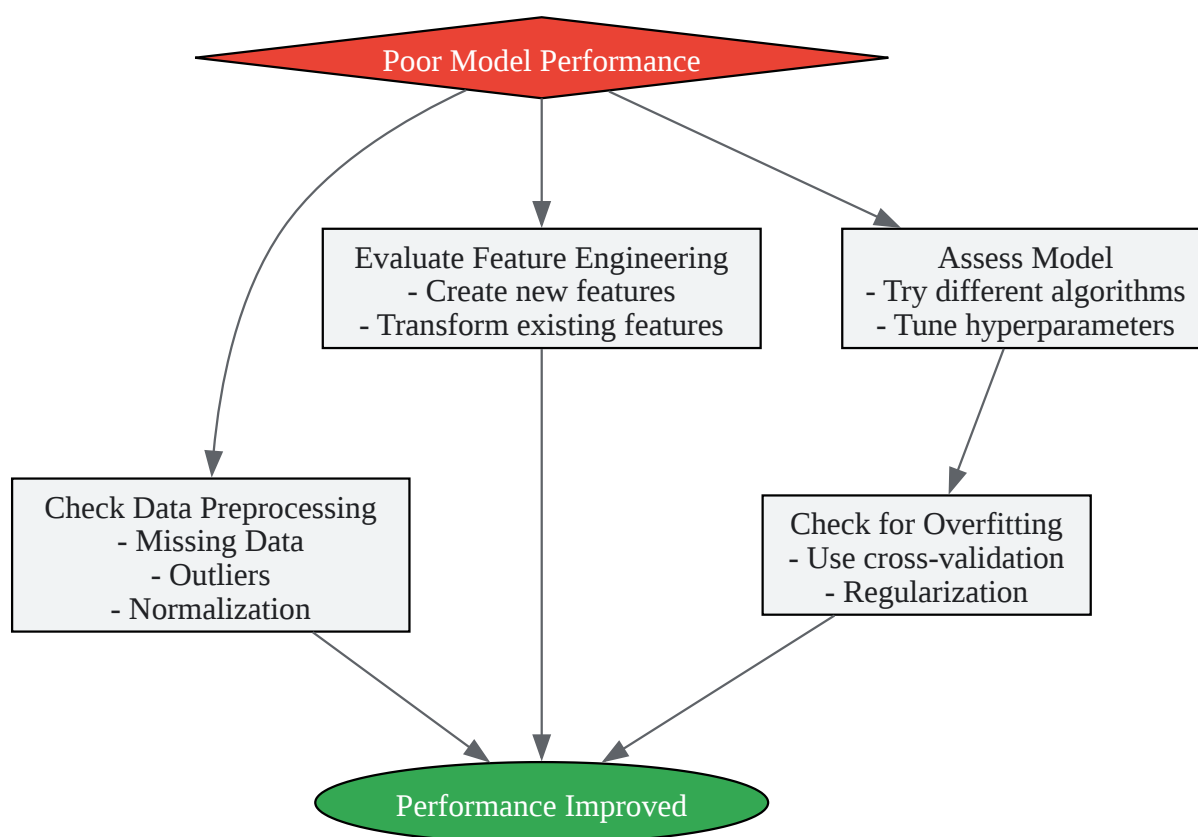 Poor Model Performance
Evaluate Feature Engineering
- Create new features
- Transform existing features
Assess Model
- Try different algorithms
- Tune hyperparameters
Check Data Preprocessing
- Missing Data
- Outliers
- Normalization
Check for Overfitting
- Use cross-validation
- Regularization
Performance Improved